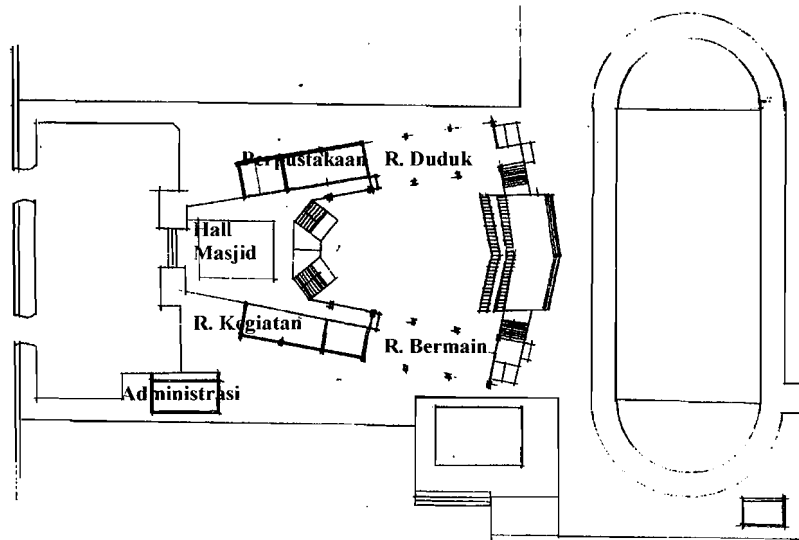 Perpustakaan
R. Duduk
Hall
Masjid
R. Kegiatan
R. Bermain
Administrasi